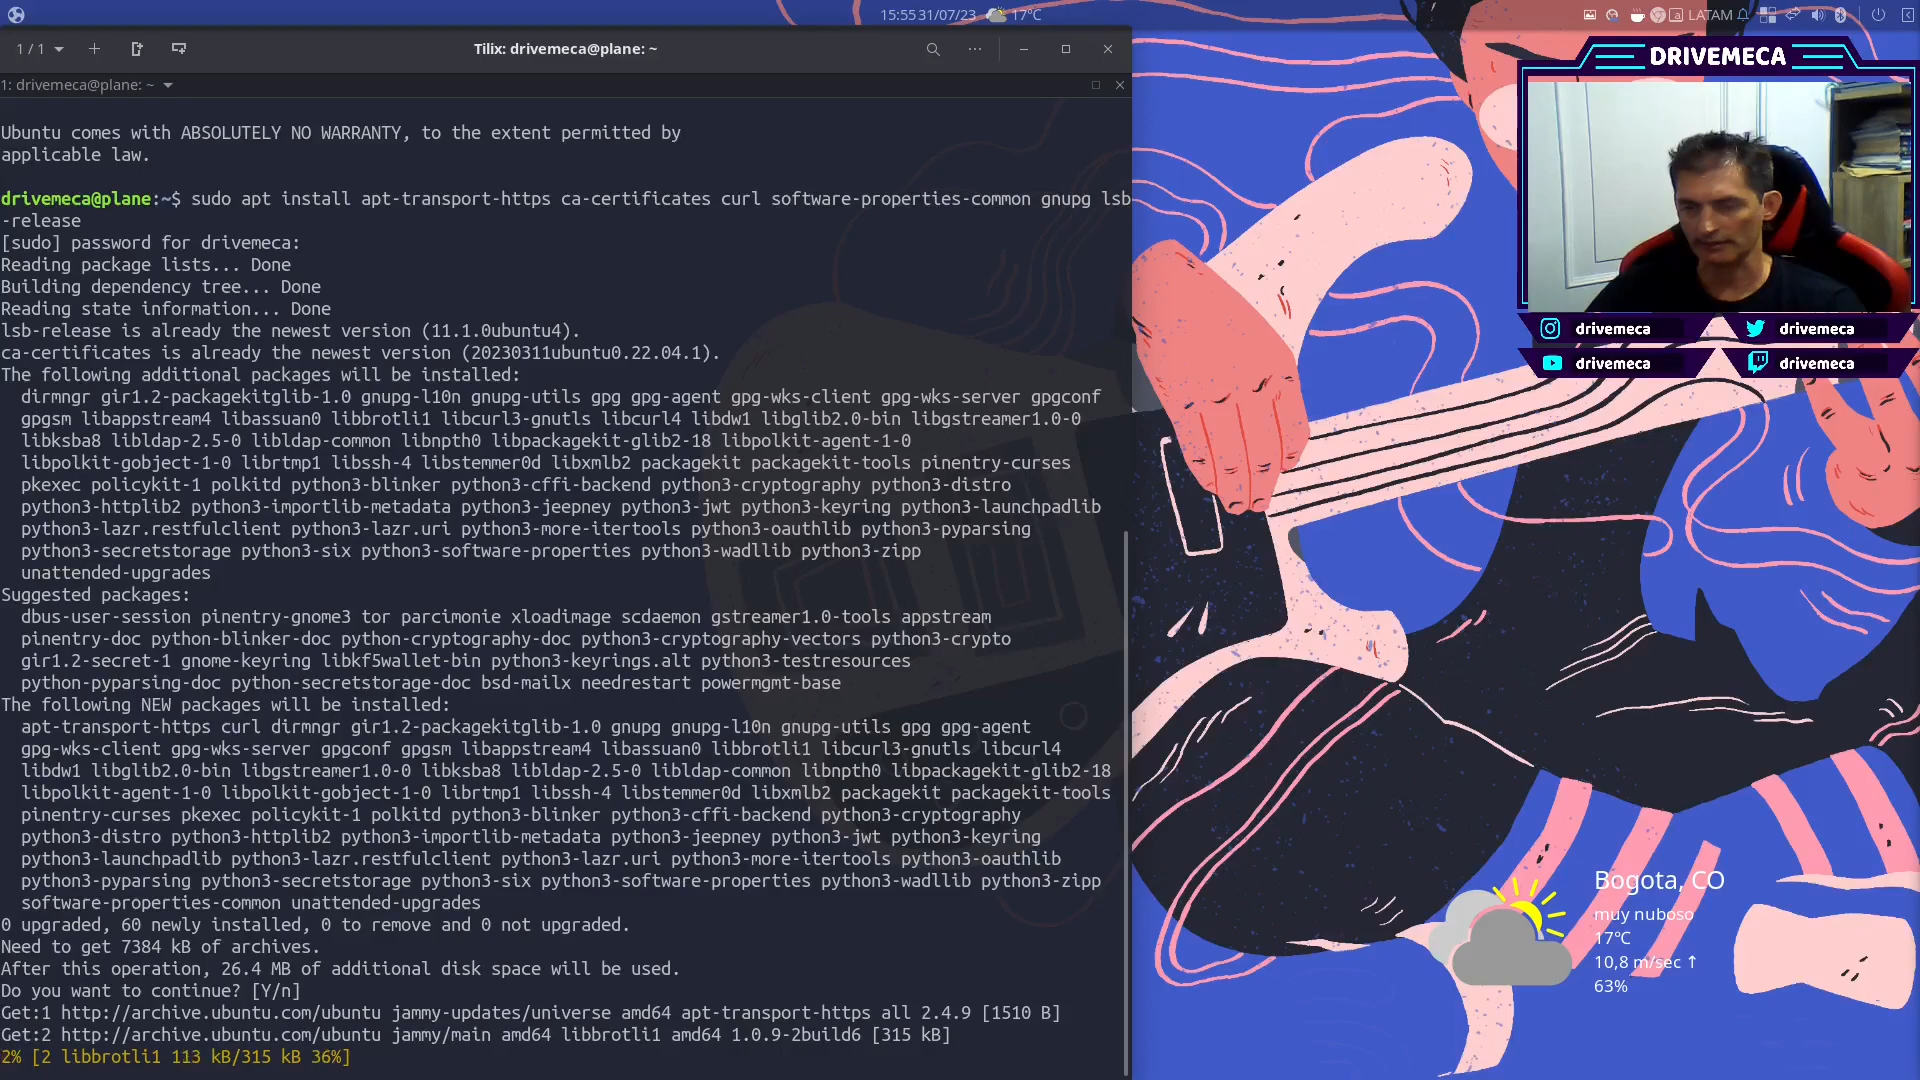 15:55 31/07/23 17°C
LATAM
1 / 1
Tilix: drivemeca@plane: ~
1: drivemeca@plane: ~
Ubuntu comes with ABSOLUTELY NO WARRANTY, to the extent permitted by
applicable law.
drivemeca@plane:~$ sudo apt install apt-transport-https ca-certificates curl software-properties-common gnupg lsb
-release
[sudo] password for drivemeca:
Reading package lists... Done
Building dependency tree... Done
Reading state information... Done
lsb-release is already the newest version (11.1.0ubuntu4).
ca-certificates is already the newest version (20230311ubuntu0.22.04.1).
The following additional packages will be installed:
dirmngr gir1.2-packagekitglib-1.0 gnupg-l10n gnupg-utils gpg gpg-agent gpg-wks-client gpg-wks-server gpgconf
gpgsm libappstream4 libassuan0 libbrotli1 libcurl3-gnutls libcurl4 libdw1 libglib2.0-bin libgstreamer1.0-0
libksba8 libldap-2.5-0 libldap-common libnpth0 libpackagekit-glib2-18 libpolkit-agent-1-0
libpolkit-gobject-1-0 librtmp1 libssh-4 libstemmer0d libxmlb2 packagekit packagekit-tools pinentry-curses
pkexec policykit-1 polkitd python3-blinker python3-cffi-backend python3-cryptography python3-distro
python3-httplib2 python3-importlib-metadata python3-jeepney python3-jwt python3-keyring python3-launchpadlib
python3-lazr.restfulclient python3-lazr.uri python3-more-itertools python3-oauthlib python3-pyparsing
python3-secretstorage python3-six python3-software-properties python3-wadllib python3-zipp
unattended-upgrades
Suggested packages:
dbus-user-session pinentry-gnome3 tor parcimonie xloadimage scdaemon gstreamer1.0-tools appstream
pinentry-doc python-blinker-doc python-cryptography-doc python3-cryptography-vectors python3-crypto
gir1.2-secret-1 gnome-keyring libkf5wallet-bin python3-keyrings.alt python3-testresources
python-pyparsing-doc python-secretstorage-doc bsd-mailx needrestart powermgmt-base
The following NEW packages will be installed:
apt-transport-https curl dirmngr gir1.2-packagekitglib-1.0 gnupg gnupg-l10n gnupg-utils gpg gpg-agent
gpg-wks-client gpg-wks-server gpgconf gpgsm libappstream4 libassuan0 libbrotli1 libcurl3-gnutls libcurl4
libdw1 libglib2.0-bin libgstreamer1.0-0 libksba8 libldap-2.5-0 libldap-common libnpth0 libpackagekit-glib2-18
libpolkit-agent-1-0 libpolkit-gobject-1-0 librtmp1 libssh-4 libstemmer0d libxmlb2 packagekit packagekit-tools
pinentry-curses pkexec policykit-1 polkitd python3-blinker python3-cffi-backend python3-cryptography
python3-distro python3-httplib2 python3-importlib-metadata python3-jeepney python3-jwt python3-keyring
python3-launchpadlib python3-lazr.restfulclient python3-lazr.uri python3-more-itertools python3-oauthlib
python3-pyparsing python3-secretstorage python3-six python3-software-properties python3-wadllib python3-zipp
software-properties-common unattended-upgrades
0 upgraded, 60 newly installed, 0 to remove and 0 not upgraded.
Need to get 7384 kB of archives.
After this operation, 26.4 MB of additional disk space will be used.
Do you want to continue? [Y/n]
Get:1 http://archive.ubuntu.com/ubuntu jammy-updates/universe amd64 apt-transport-https all 2.4.9 [1510 B]
Get:2 http://archive.ubuntu.com/ubuntu jammy/main amd64 libbrotli1 amd64 1.0.9-2build6 [315 kB]
2% [2 libbrotli1 113 kB/315 kB 36%]
DRIVEMECA
drivemeca drivemeca
drivemeca drivemeca
Bogota, CO
muy nuboso
17°C
10,8 m/sec ↑
63%